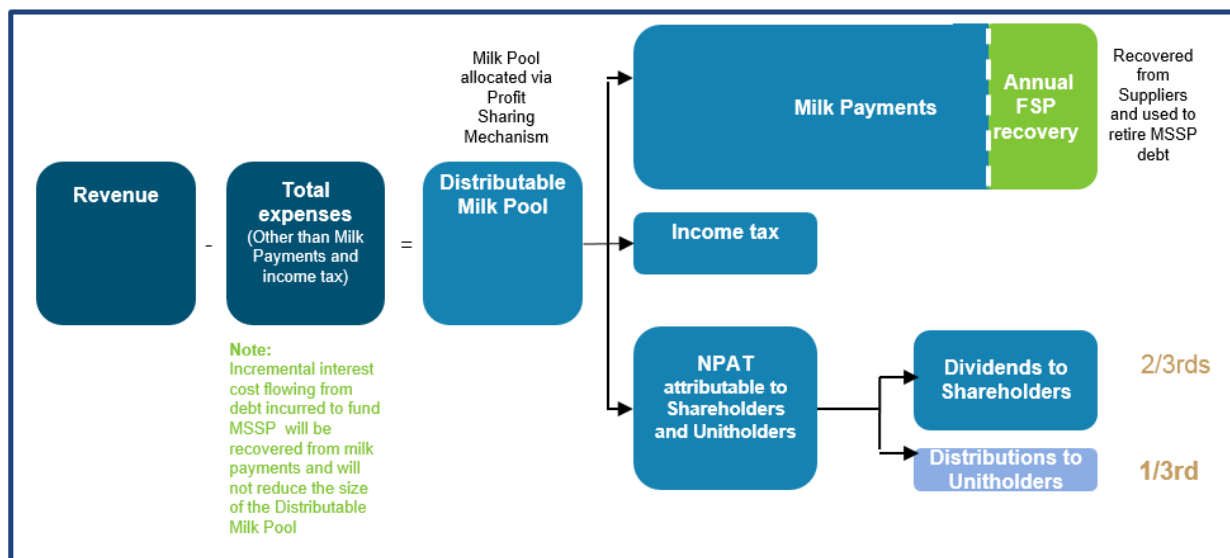 Revenue
-
Total
expenses
(Other than Milk
Payments and
income tax)
=
Milk Pool
allocated via
Profit
Sharing
Mechanism
Distributable
Milk Pool
Milk Payments
Annual
FSP
recovery
Recovered
from
Suppliers
and used to
retire MSSP
debt
Income tax
NPAT
attributable to
Shareholders
and Unitholders
Dividends to
Shareholders
2/3rds
Distributions to
Unitholders
1/3rd
Note:
Incremental interest
cost flowing from
debt incurred to fund
MSSP will be
recovered from milk
payments and will
not reduce the size
of the Distributable
Milk Pool